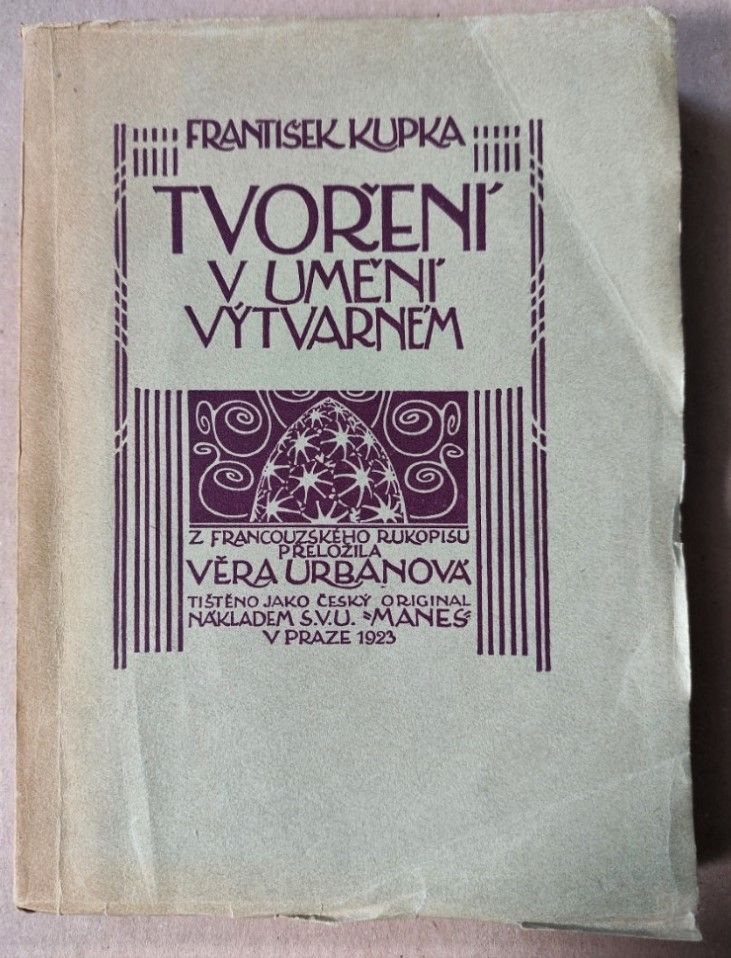 FRANTIŠEK KUPKA
TVOŘENÍ
V UMĚNÍ
VÝTVARNÉM
Z FRANCOUZSKÉHO RUKOPISU
PŘELOŽILA
VĚRA URBANOVÁ
TIŠTĚNO JAKO ČESKÝ ORIGINAL
NÁKLADEM S.V.U. „MANES“
V PRAZE 1923